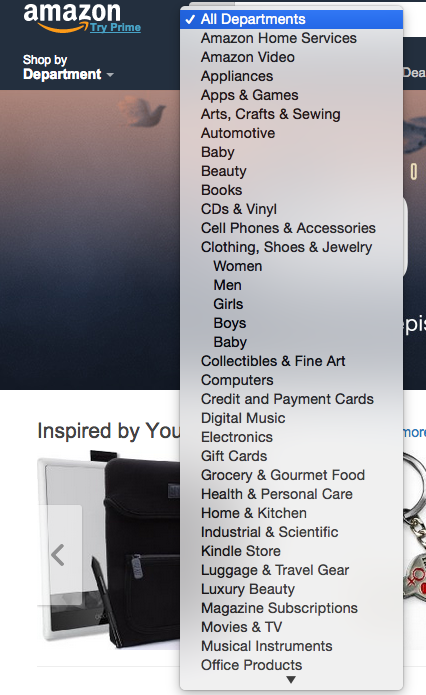 amazon
Try Prime
Shop by
Department
✓ All Departments
Amazon Home Services
Amazon Video
Appliances
Apps & Games
Arts, Crafts & Sewing
Automotive
Baby
Beauty
Books
CDs & Vinyl
Cell Phones & Accessories
Clothing, Shoes & Jewelry
Women
Men
Girls
Boys
Baby
Collectibles & Fine Art
Computers
Credit and Payment Cards
Digital Music
Electronics
Gift Cards
Grocery & Gourmet Food
Health & Personal Care
Home & Kitchen
Industrial & Scientific
Kindle Store
Luggage & Travel Gear
Luxury Beauty
Magazine Subscriptions
Movies & TV
Musical Instruments
Office Products
Dea
epis
Inspired by You
more